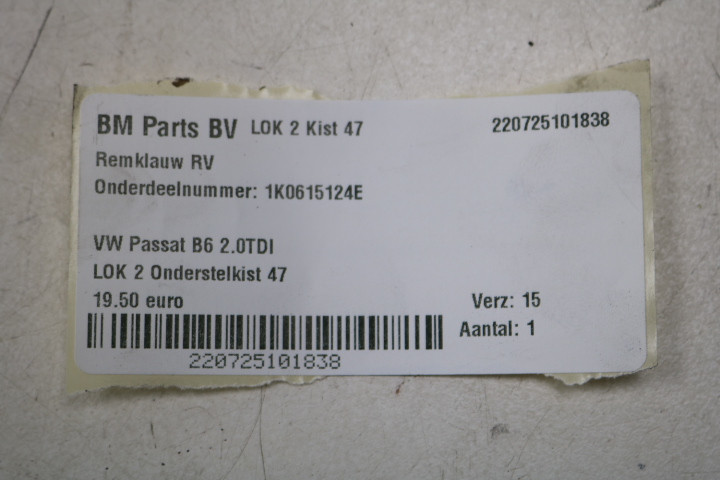 BM Parts BV LOK 2 Kist 47 220725101838
Remklauw RV
Onderdeelnummer: 1K0615124E
VW Passat B6 2.0TDI
LOK 2 Onderstelkist 47
19.50 euro Verz: 15
Aantal: 1
220725101838